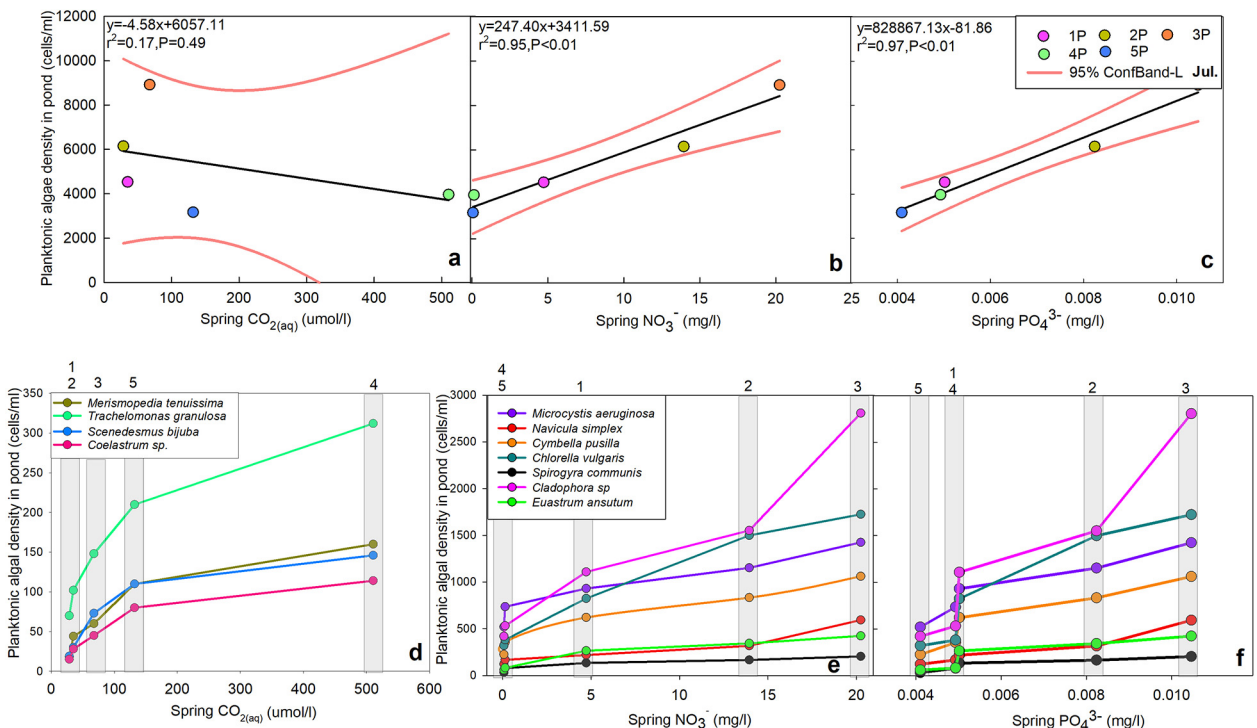 y=-4.58x+6057.11
r²=0.17,P=0.49
y=247.40x+3411.59
r²=0.95,P<0.01
y=828867.13x-81.86
r²=0.97,P<0.01
1P 2P 3P
4P 5P
95% ConfBand-L Jul.
Planktonic algae density in pond (cells/ml)
12000
10000
8000
6000
4000
2000
0
a
b
c
0 100 200 300 400 500
0 5 10 15 20 25
0.004 0.006 0.008 0.010
Spring CO₂(aq) (umol/l)
Spring NO₃⁻ (mg/l)
Spring PO₄³⁻ (mg/l)
1
2 3 5 4
4
5 1 2 3
1
5 4 2 3
Planktonic algal density in pond (cells/ml)
350
300
250
200
150
100
50
0
Merismopedia tenuissima
Trachelomonas granulosa
Scenedesmus bijuba
Coelastrum sp.
d
0 100 200 300 400 500 600
Spring CO₂(aq) (umol/l)
Planktonic algal density in pond (cells/ml)
3000
2500
2000
1500
1000
500
0
Microcystis aeruginosa
Navicula simplex
Cymbella pusilla
Chlorella vulgaris
Spirogyra communis
Cladophora sp
Euastrum ansutum
e
f
0 5 10 15 20
0.004 0.006 0.008 0.010
Spring NO₃⁻ (mg/l)
Spring PO₄³⁻ (mg/l)